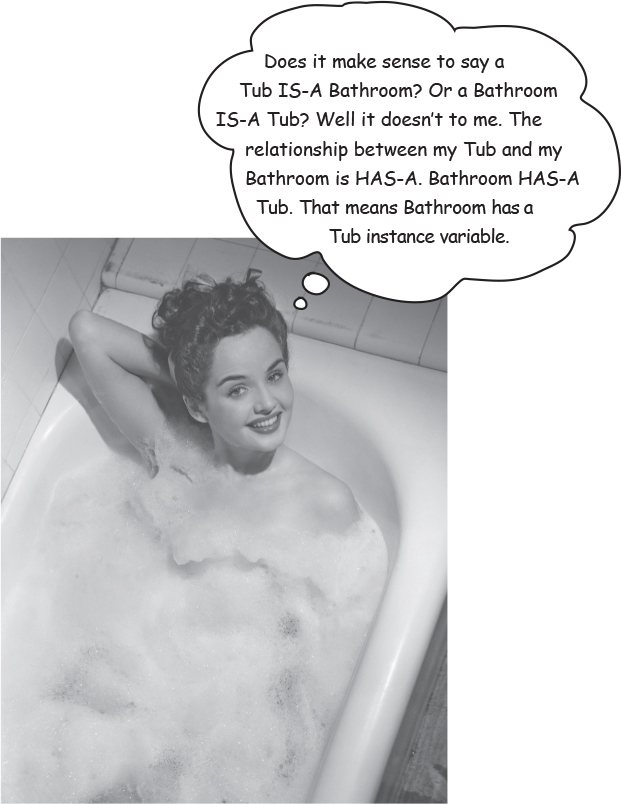 Does it make sense to say a
Tub IS-A Bathroom? Or a Bathroom
IS-A Tub? Well it doesn't to me. The
relationship between my Tub and my
Bathroom is HAS-A. Bathroom HAS-A
Tub. That means Bathroom has a
Tub instance variable.